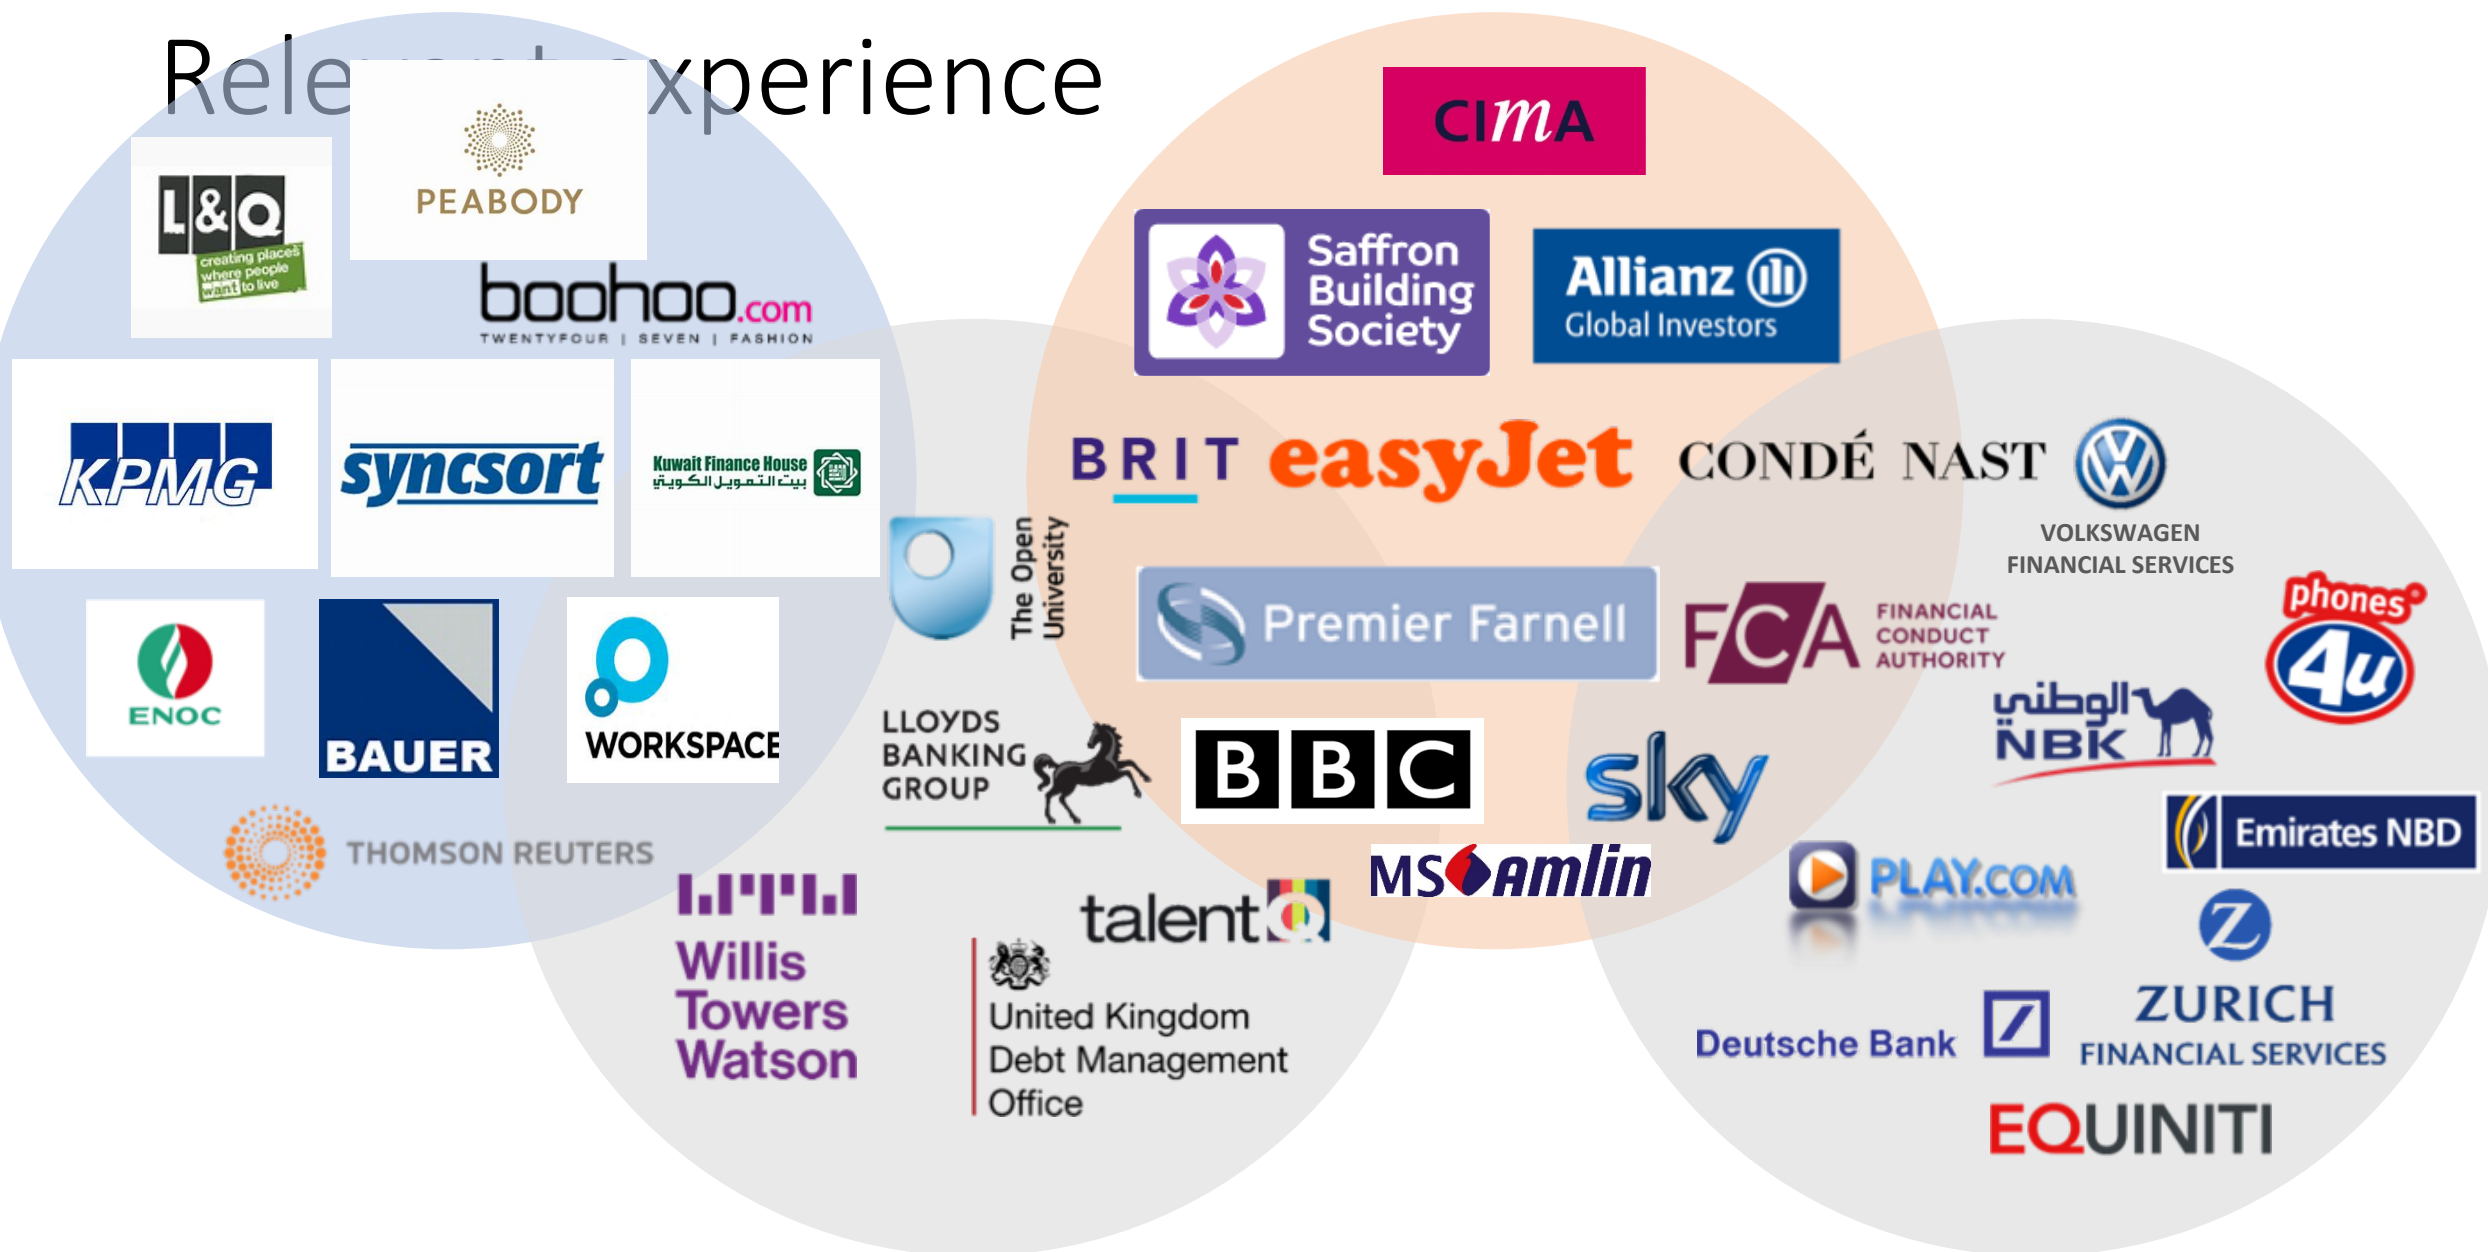 Relevant experience
PEABODY
L&Q
creating places
where people
want to live
boohoo.com
TWENTYFOUR | SEVEN | FASHION
KPMG
syncsort
Kuwait Finance House
بيت التمويل الكويتي
ENOC
BAUER
WORKSPACE
THOMSON REUTERS
The Open
University
LLOYDS
BANKING
GROUP
Willis
Towers
Watson
talentQ
United Kingdom
Debt Management
Office
CIMA
Saffron
Building
Society
Allianz
Global Investors
BRIT
easyJet
CONDÉ NAST
Premier Farnell
BBC
sky
MS Amlin
VOLKSWAGEN
FINANCIAL SERVICES
FCA
FINANCIAL
CONDUCT
AUTHORITY
phones
4u
الوطني
NBK
Emirates NBD
PLAY.COM
Z
ZURICH
FINANCIAL SERVICES
Deutsche Bank
EQUINITI